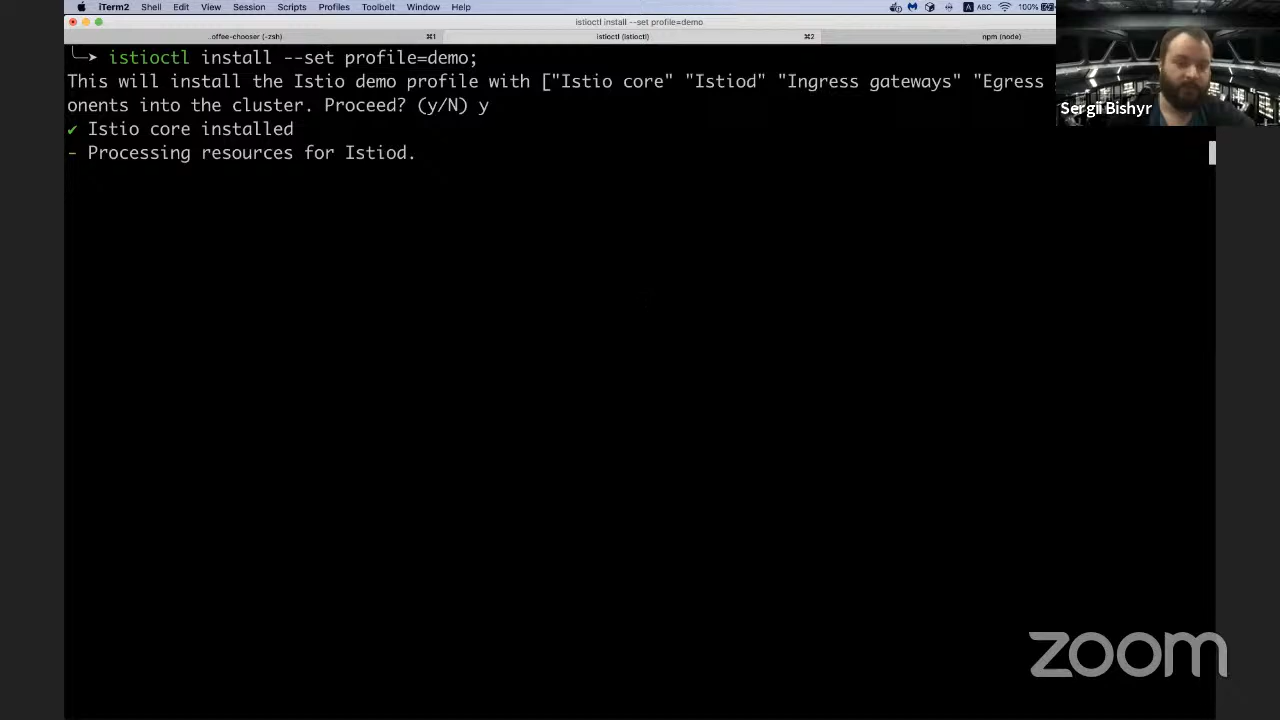 iTerm2 Shell Edit View Session Scripts Profiles Toolbelt Window Help A ABC 100%
istioctl install --set profile=demo
..offee-chooser (-zsh) ⌘1 istioctl (istioctl) ⌘2 npm (node)
istioctl install --set profile=demo;
This will install the Istio demo profile with ["Istio core" "Istiod" "Ingress gateways" "Egress
onents into the cluster. Proceed? (y/N) y
✔ Istio core installed
- Processing resources for Istiod.
Sergii Bishyr
zoom